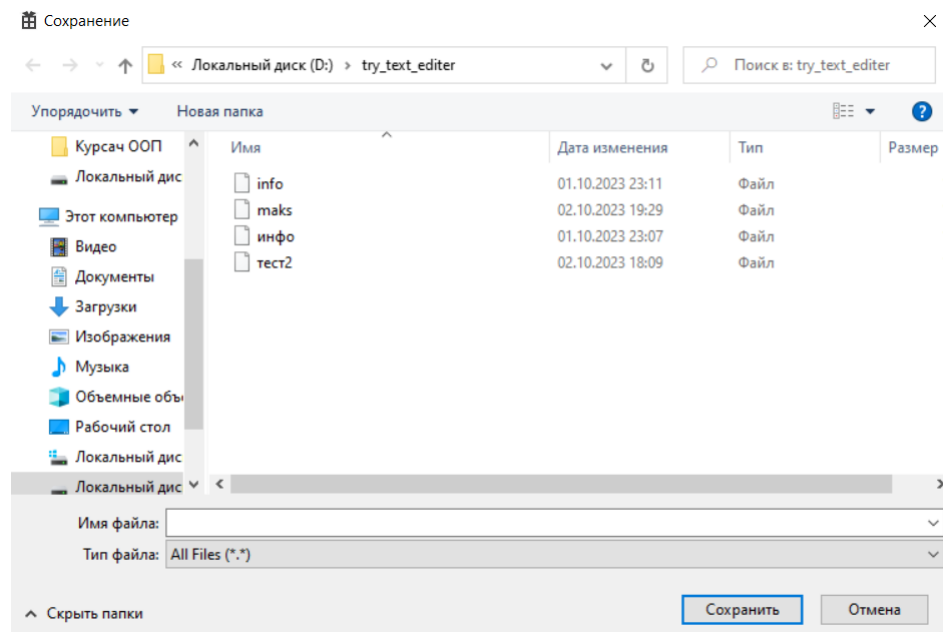 Сохранение
« Локальный диск (D:) › try_text_editer
Поиск в: try_text_editer
Упорядочить Новая папка
Курсач ООП
Локальный дис
Этот компьютер
Видео
Документы
Загрузки
Изображения
Музыка
Объемные объ
Рабочий стол
Локальный дис
Локальный дис
Имя Дата изменения Тип Размер
info 01.10.2023 23:11 Файл
maks 02.10.2023 19:29 Файл
инфо 01.10.2023 23:07 Файл
тест2 02.10.2023 18:09 Файл
Имя файла:
Тип файла: All Files (*.*)
Скрыть папки
Сохранить Отмена